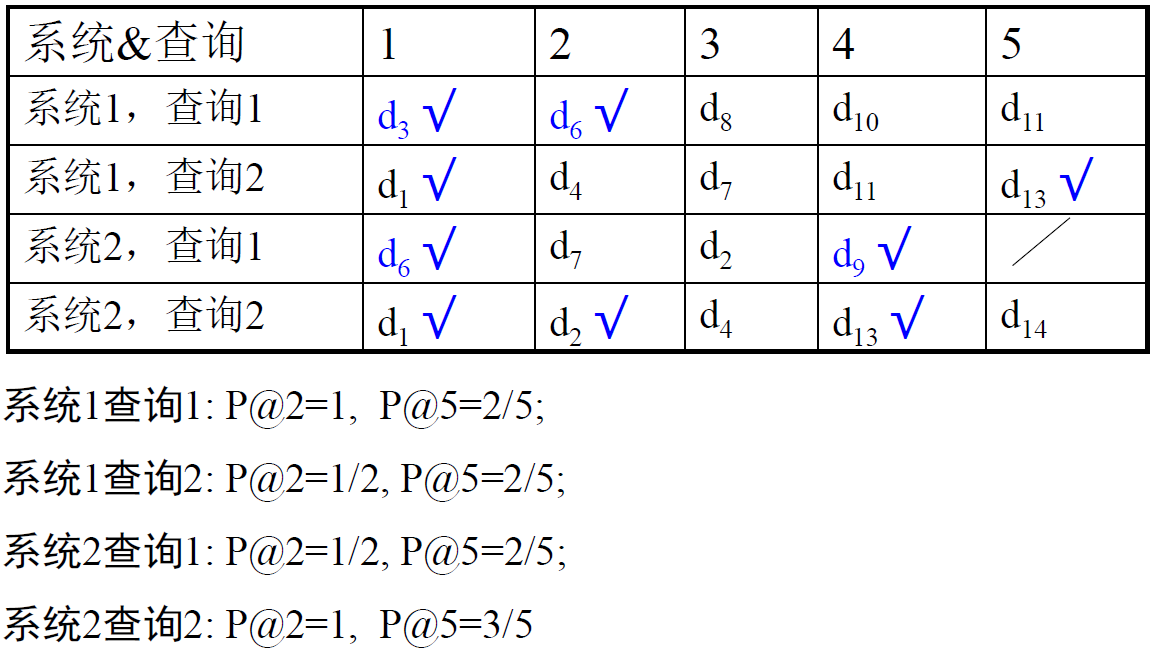 系统&查询 1 2 3 4 5
系统1，查询1 d3 √ d6 √ d8 d10 d11
系统1，查询2 d1 √ d4 d7 d11 d13 √
系统2，查询1 d6 √ d7 d2 d9 √ ／
系统2，查询2 d1 √ d2 √ d4 d13 √ d14
系统1查询1: P@2=1, P@5=2/5;
系统1查询2: P@2=1/2, P@5=2/5;
系统2查询1: P@2=1/2, P@5=2/5;
系统2查询2: P@2=1, P@5=3/5